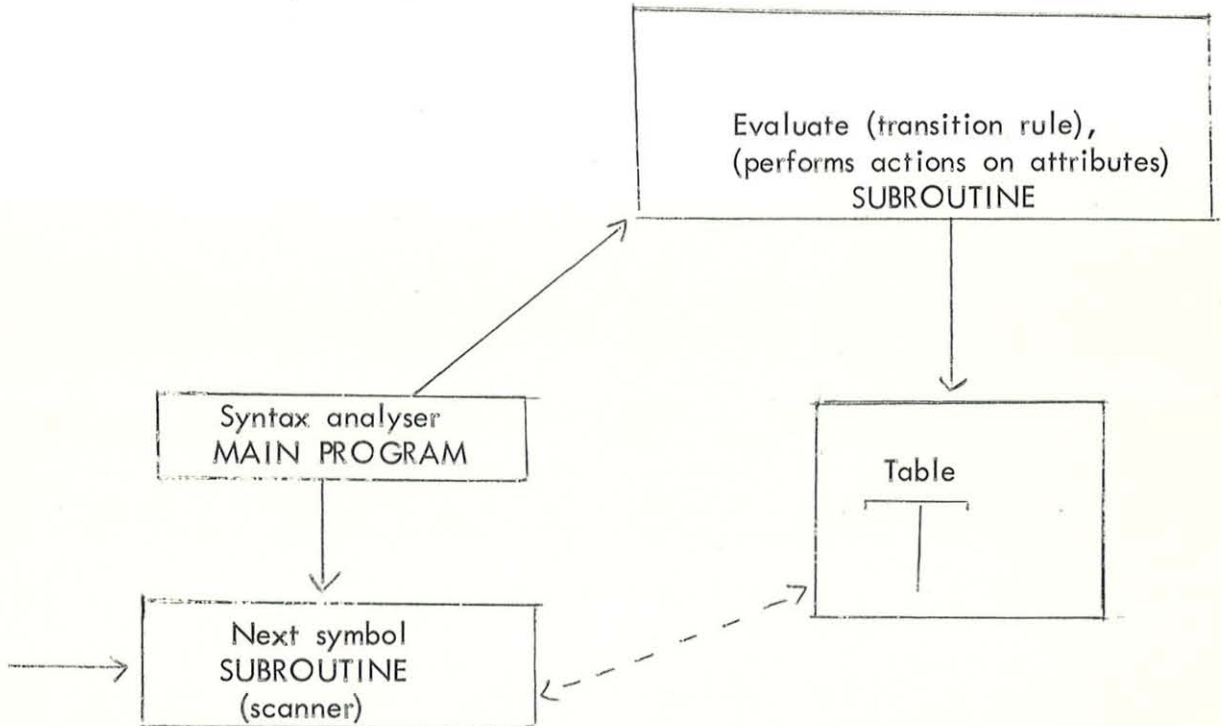 Evaluate (transition rule),
(performs actions on attributes)
SUBROUTINE
Syntax analyser
MAIN PROGRAM
Table
Next symbol
SUBROUTINE
(scanner)